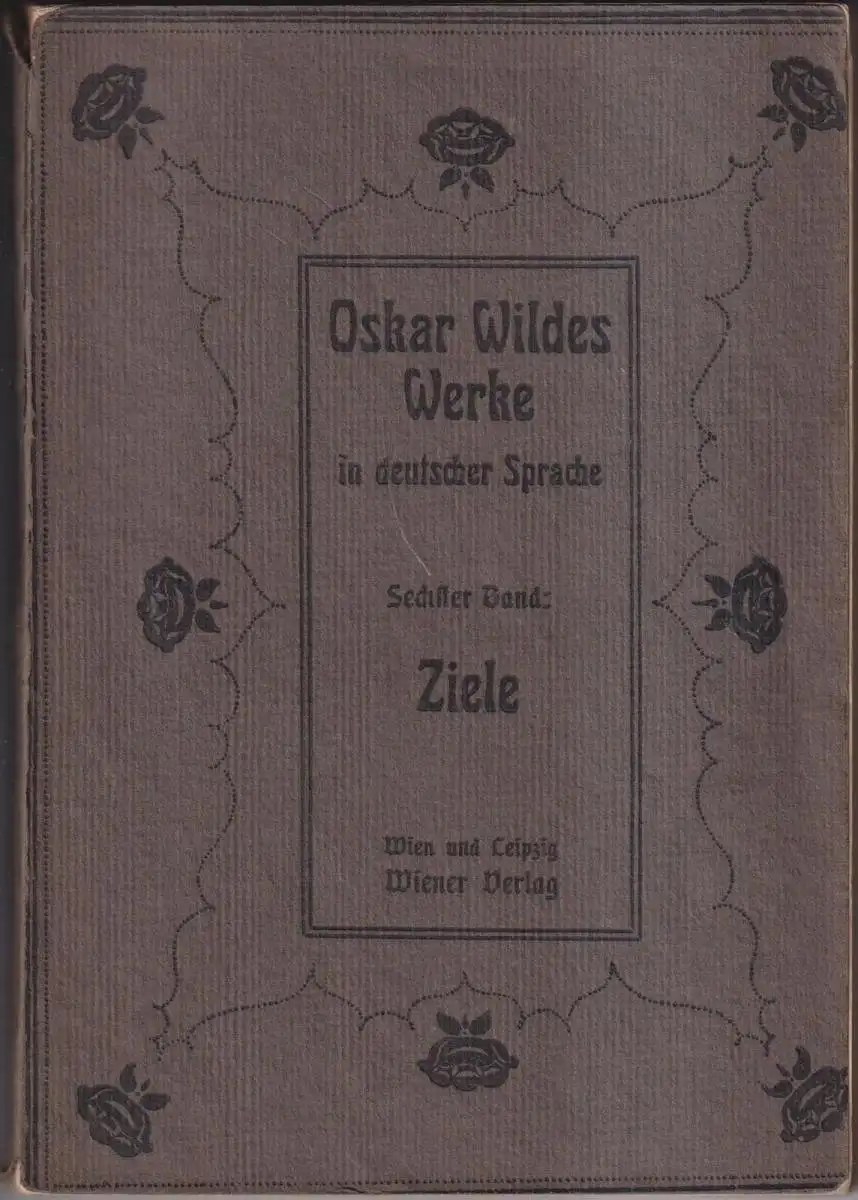 Oskar Wildes
Werke
in deutscher Sprache
Sechster Band:
Ziele
Wien und Leipzig
Wiener Verlag